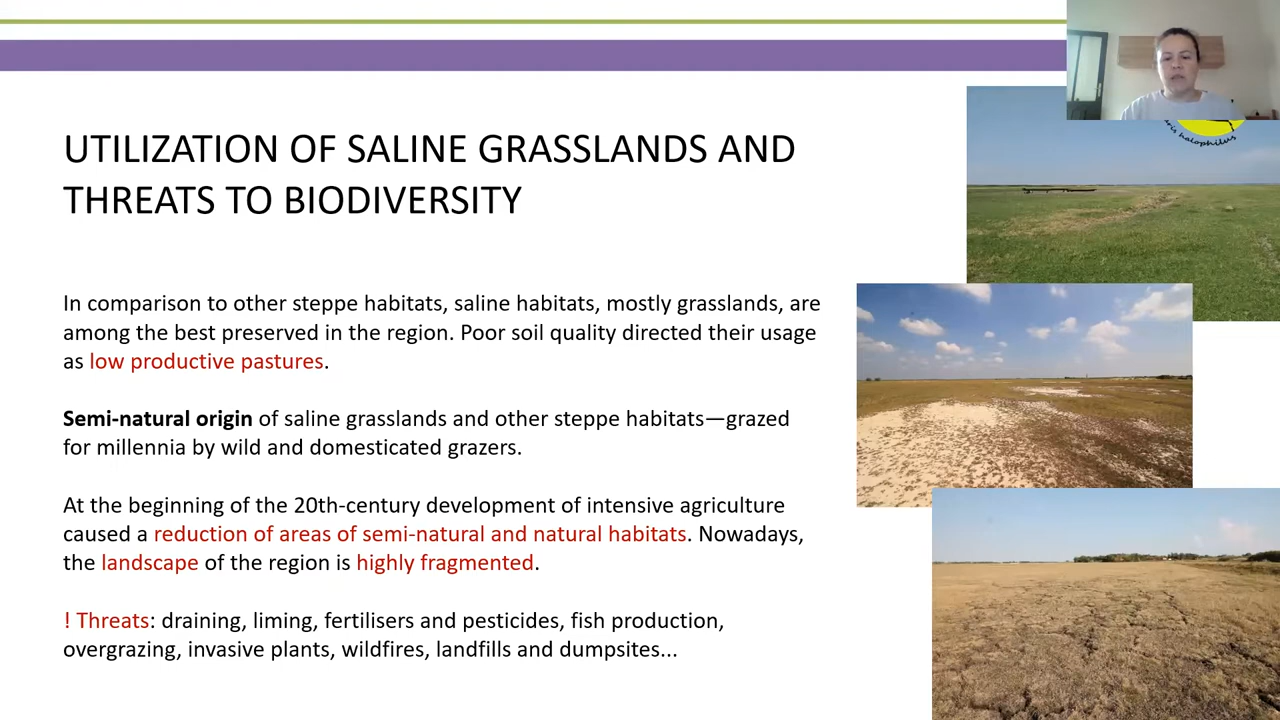 UTILIZATION OF SALINE GRASSLANDS AND
THREATS TO BIODIVERSITY
In comparison to other steppe habitats, saline habitats, mostly grasslands, are
among the best preserved in the region. Poor soil quality directed their usage
as low productive pastures.
Semi-natural origin of saline grasslands and other steppe habitats—grazed
for millennia by wild and domesticated grazers.
At the beginning of the 20th-century development of intensive agriculture
caused a reduction of areas of semi-natural and natural habitats. Nowadays,
the landscape of the region is highly fragmented.
! Threats: draining, liming, fertilisers and pesticides, fish production,
overgrazing, invasive plants, wildfires, landfills and dumpsites...
halophilus